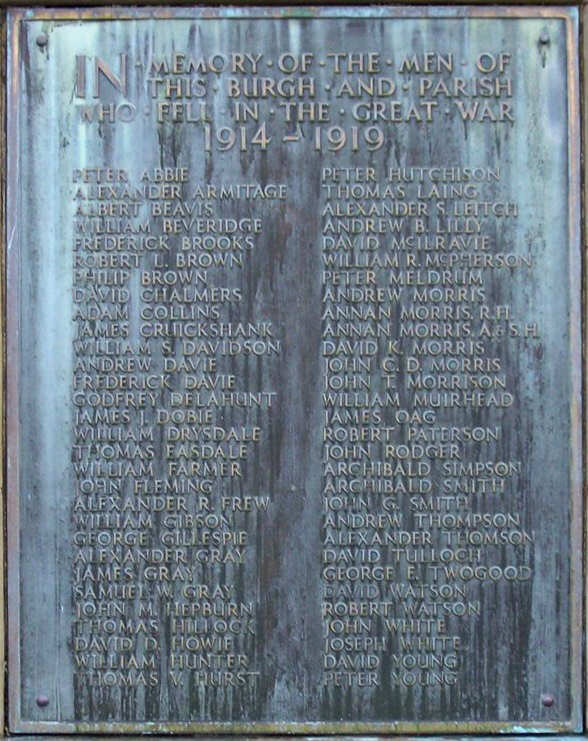 IN MEMORY·OF·THE·MEN·OF
THIS·BURGH·AND·PARISH
WHO·FELL·IN·THE·GREAT·WAR
1914-1919
PETER ABBIE
ALEXANDER ARMITAGE
ALBERT BEAVIS
WILLIAM BEVERIDGE
FREDERICK BROOKS
ROBERT L. BROWN
PHILIP BROWN
DAVID CHALMERS
ADAM COLLINS
JAMES CRUICKSHANK
WILLIAM S. DAVIDSON
ANDREW DAVIE
FREDERICK DAVIE
GODFREY DELAHUNT
JAMES J. DOBIE
WILLIAM DRYSDALE
THOMAS EASDALE
WILLIAM FARMER
JOHN FLEMING
ALEXANDER R. FREW
WILLIAM GIBSON
GEORGE GILLESPIE
ALEXANDER GRAY
JAMES GRAY
SAMUEL W. GRAY
JOHN M. HEPBURN
THOMAS HILLOCK
DAVID D. HOWIE
WILLIAM HUNTER
THOMAS V. HURST
PETER HUTCHISON
THOMAS LAING
ALEXANDER S. LEITCH
ANDREW B. LILLY
DAVID McILRAVIE
WILLIAM R. McPHERSON
PETER MELDRUM
ANDREW MORRIS
ANNAN MORRIS. R.H.
ANNAN MORRIS. A.&S.H
DAVID K. MORRIS
JOHN C. D. MORRIS
JOHN T. MORRISON
WILLIAM MUIRHEAD
JAMES OAG
ROBERT PATERSON
JOHN RODGER
ARCHIBALD SIMPSON
ARCHIBALD SMITH
JOHN G. SMITH
ANDREW THOMPSON
ALEXANDER THOMSON
DAVID TULLOCH
GEORGE E. TWOGOOD
DAVID WATSON
ROBERT WATSON
JOHN WHITE
JOSEPH WHITE
DAVID YOUNG
PETER YOUNG